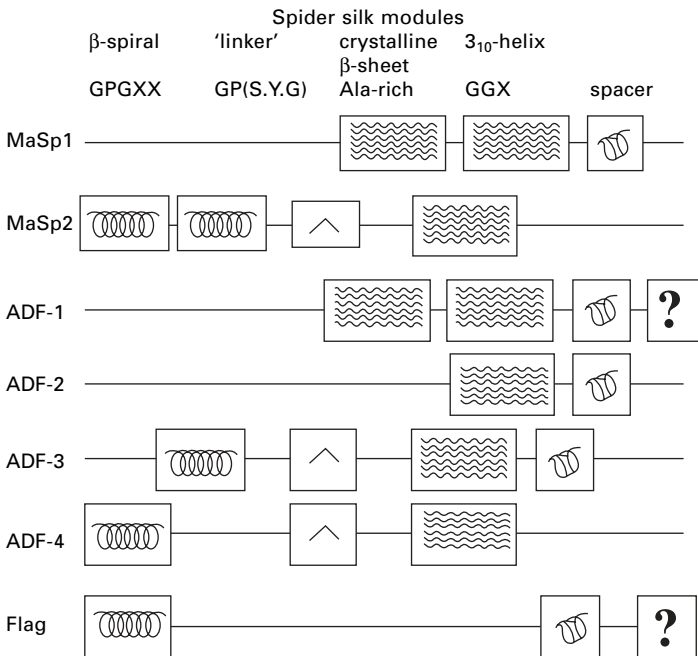 Spider silk modules
β-spiral 'linker' crystalline 3₁₀-helix
β-sheet
GPGXX GP(S.Y.G) Ala-rich GGX spacer
MaSp1
MaSp2
ADF-1
?
ADF-2
ADF-3
ADF-4
Flag
?